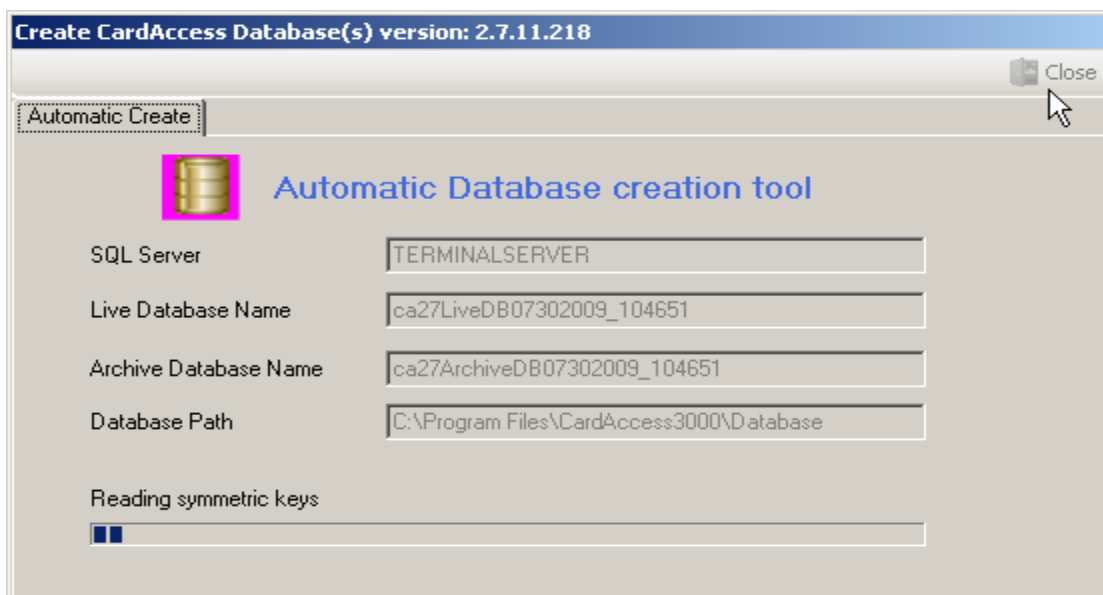 Create CardAccess Database(s) version: 2.7.11.218
Close
Automatic Create
Automatic Database creation tool
SQL Server TERMINALSERVER
Live Database Name ca27LiveDB07302009_104651
Archive Database Name ca27ArchiveDB07302009_104651
Database Path C:\Program Files\CardAccess3000\Database
Reading symmetric keys